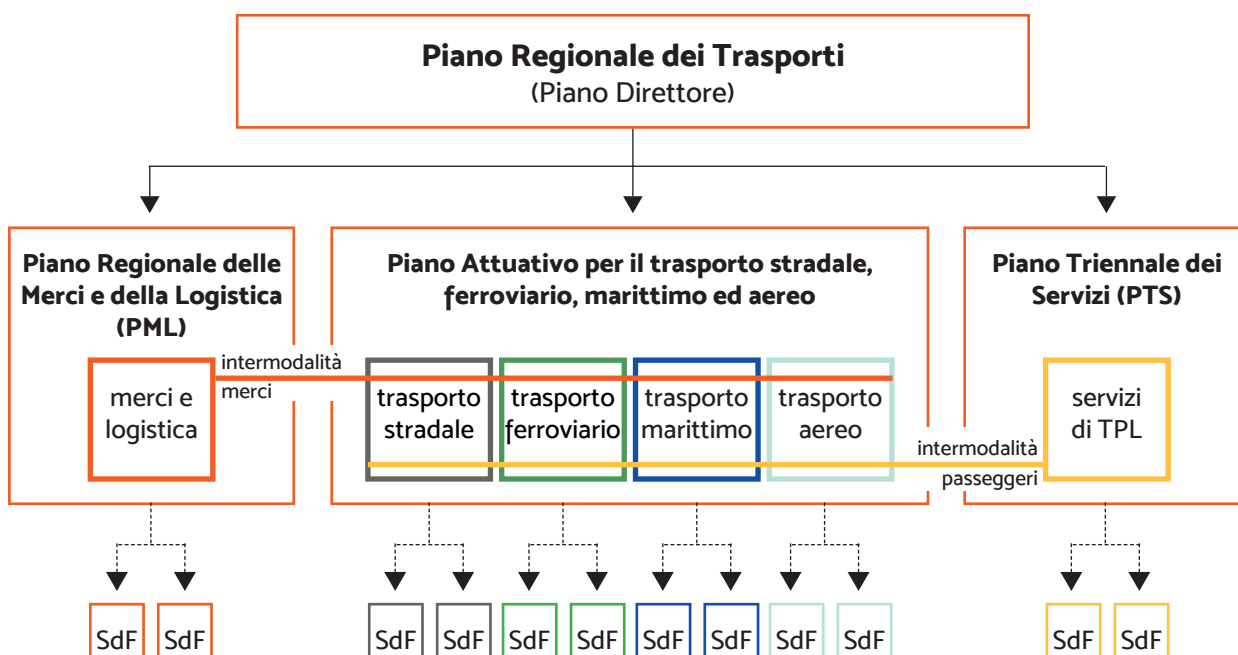 Piano Regionale dei Trasporti
(Piano Direttore)
Piano Regionale delle
Merci e della Logistica
(PML)
Piano Attuativo per il trasporto stradale,
ferroviario, marittimo ed aereo
Piano Triennale dei
Servizi (PTS)
merci e
logistica
intermodalità
merci
trasporto
stradale
trasporto
ferroviario
trasporto
marittimo
trasporto
aereo
intermodalità
passeggeri
servizi
di TPL
SdF
SdF
SdF
SdF
SdF
SdF
SdF
SdF
SdF
SdF
SdF
SdF